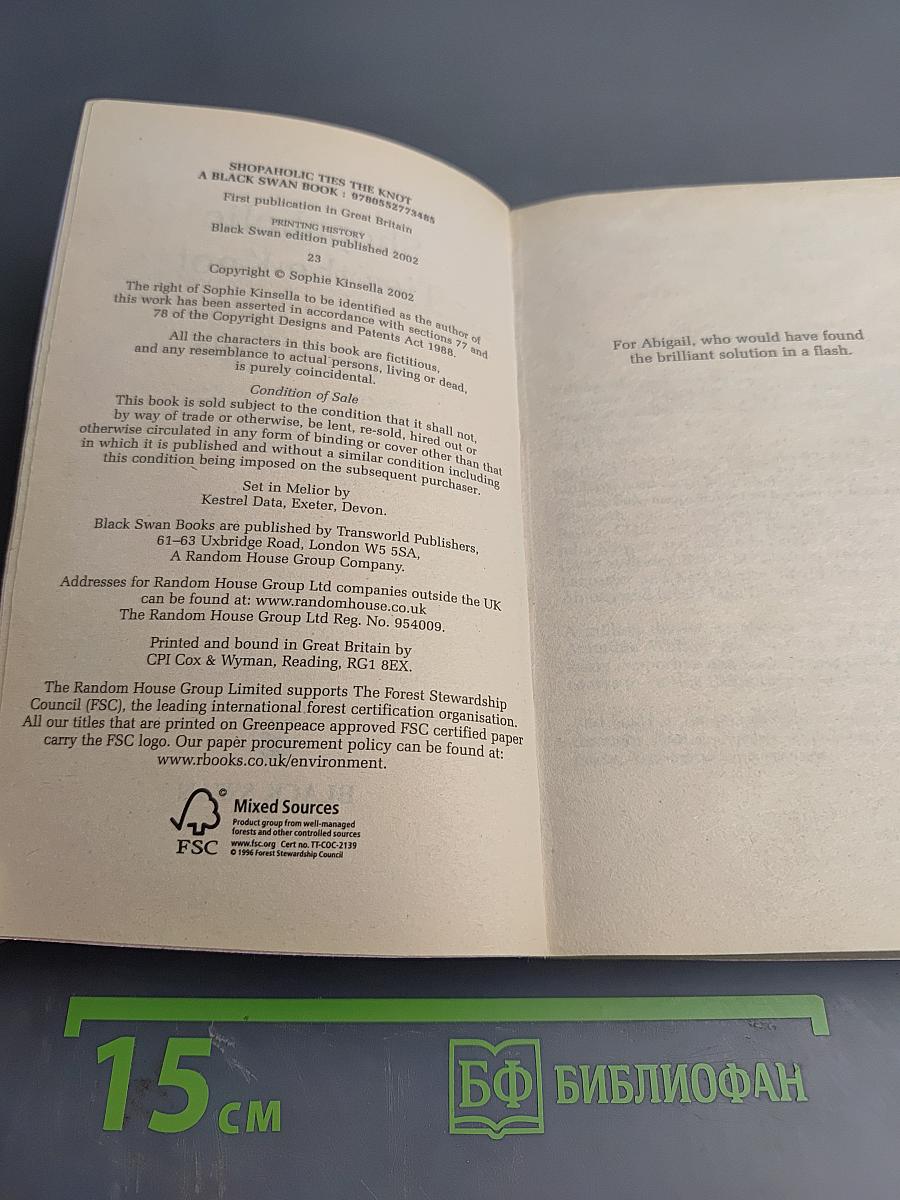 SHOPAHOLIC TIES THE KNOT
A BLACK SWAN BOOK : 9780552773485
First publication in Great Britain
PRINTING HISTORY
Black Swan edition published 2002
23
Copyright © Sophie Kinsella 2002
The right of Sophie Kinsella to be identified as the author of
this work has been asserted in accordance with sections 77 and
78 of the Copyright Designs and Patents Act 1988.
All the characters in this book are fictitious,
and any resemblance to actual persons, living or dead,
is purely coincidental.
Condition of Sale
This book is sold subject to the condition that it shall not,
by way of trade or otherwise, be lent, re-sold, hired out or
otherwise circulated in any form of binding or cover other than that
in which it is published and without a similar condition including
this condition being imposed on the subsequent purchaser.
Set in Melior by
Kestrel Data, Exeter, Devon.
Black Swan Books are published by Transworld Publishers,
61–63 Uxbridge Road, London W5 5SA,
A Random House Group Company.
Addresses for Random House Group Ltd companies outside the UK
can be found at: www.randomhouse.co.uk
The Random House Group Ltd Reg. No. 954009.
Printed and bound in Great Britain by
CPI Cox & Wyman, Reading, RG1 8EX.
The Random House Group Limited supports The Forest Stewardship
Council (FSC), the leading international forest certification organisation.
All our titles that are printed on Greenpeace approved FSC certified paper
carry the FSC logo. Our paper procurement policy can be found at:
www.rbooks.co.uk/environment.
©
FSC
Mixed Sources
Product group from well-managed
forests and other controlled sources
www.fsc.org Cert no. TT-COC-2139
© 1996 Forest Stewardship Council
For Abigail, who would have found
the brilliant solution in a flash.
15 см
БФ БИБЛИОФАН